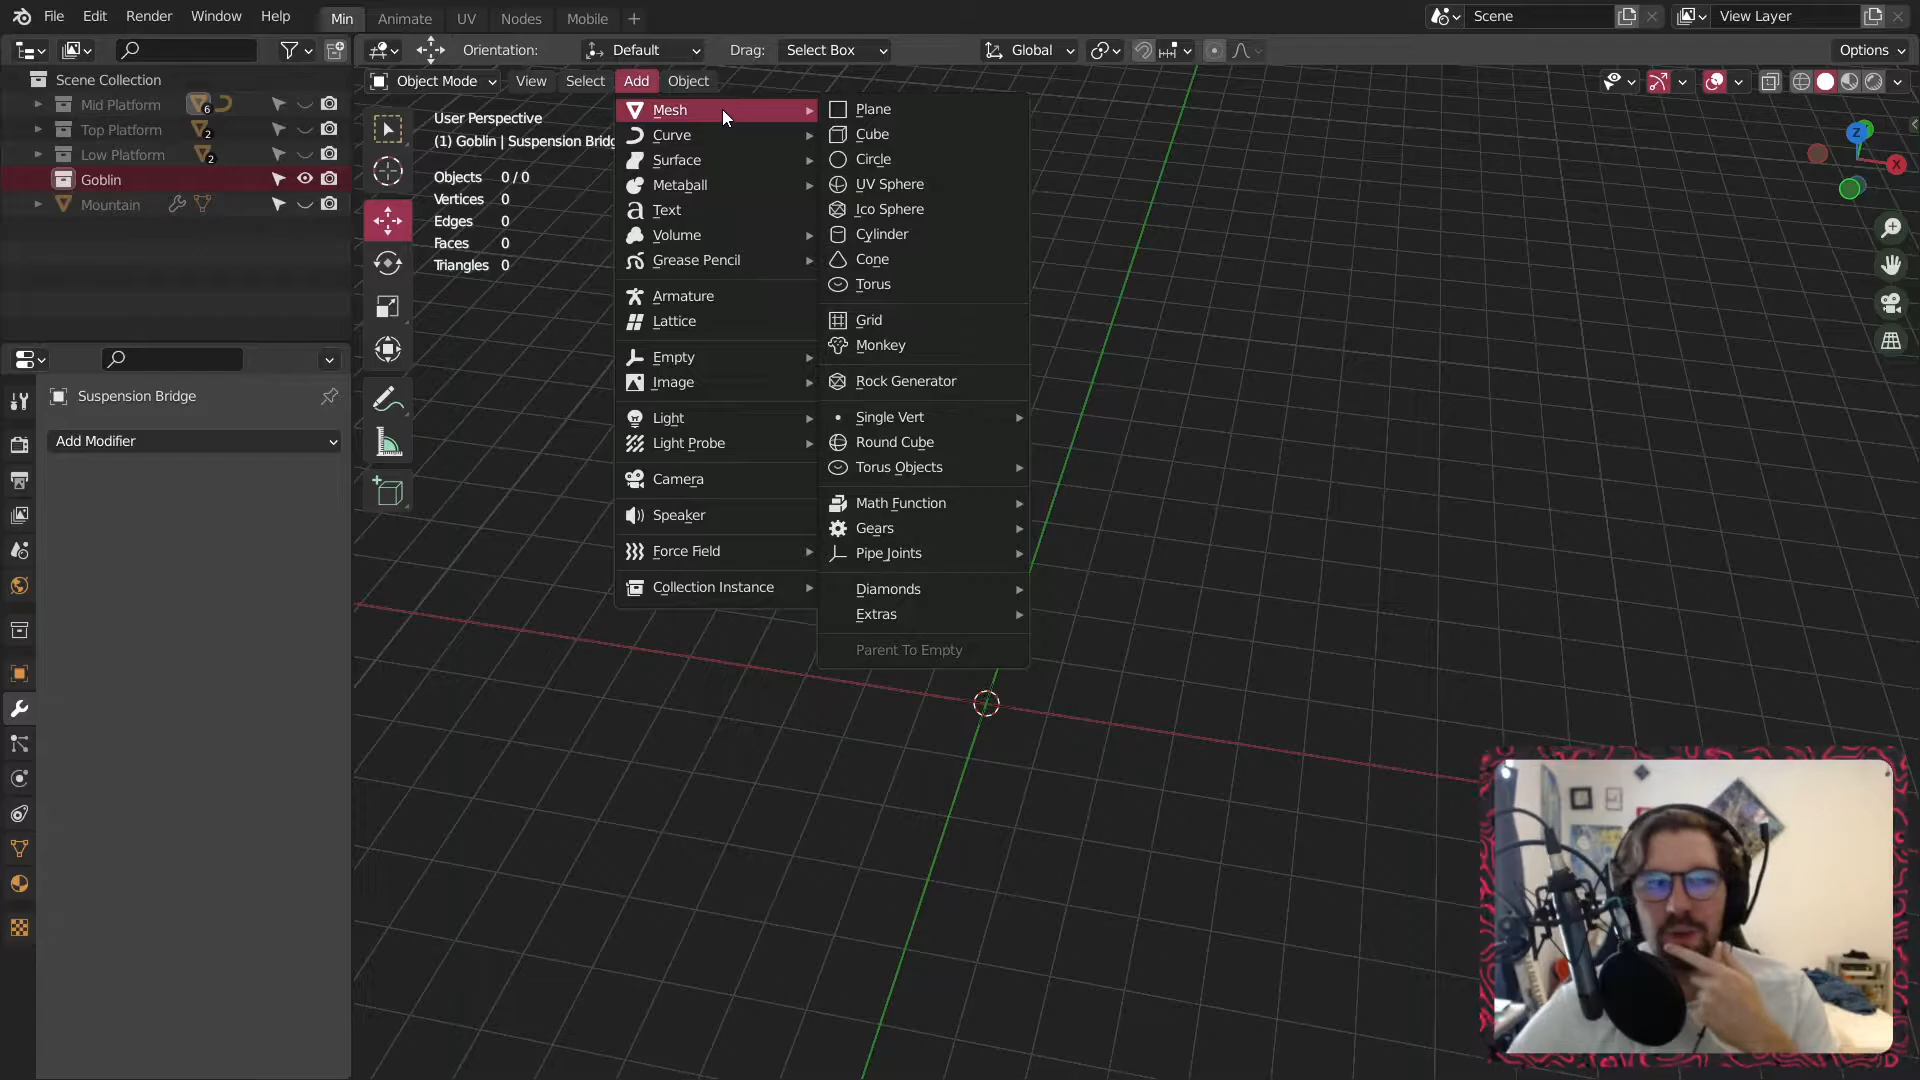 File Edit Render Window Help Min Animate UV Nodes Mobile + Scene View Layer
Orientation: Default Drag: Select Box Global Options
Scene Collection
Mid Platform 6
Top Platform 2
Low Platform 2
Goblin
Mountain
Suspension Bridge
Add Modifier
Object Mode View Select Add Object
User Perspective
(1) Goblin | Suspension Bridg
Objects 0 / 0
Vertices 0
Edges 0
Faces 0
Triangles 0
Mesh
Curve
Surface
Metaball
Text
Volume
Grease Pencil
Armature
Lattice
Empty
Image
Light
Light Probe
Camera
Speaker
Force Field
Collection Instance
Plane
Cube
Circle
UV Sphere
Ico Sphere
Cylinder
Cone
Torus
Grid
Monkey
Rock Generator
Single Vert
Round Cube
Torus Objects
Math Function
Gears
Pipe Joints
Diamonds
Extras
Parent To Empty
Z
X